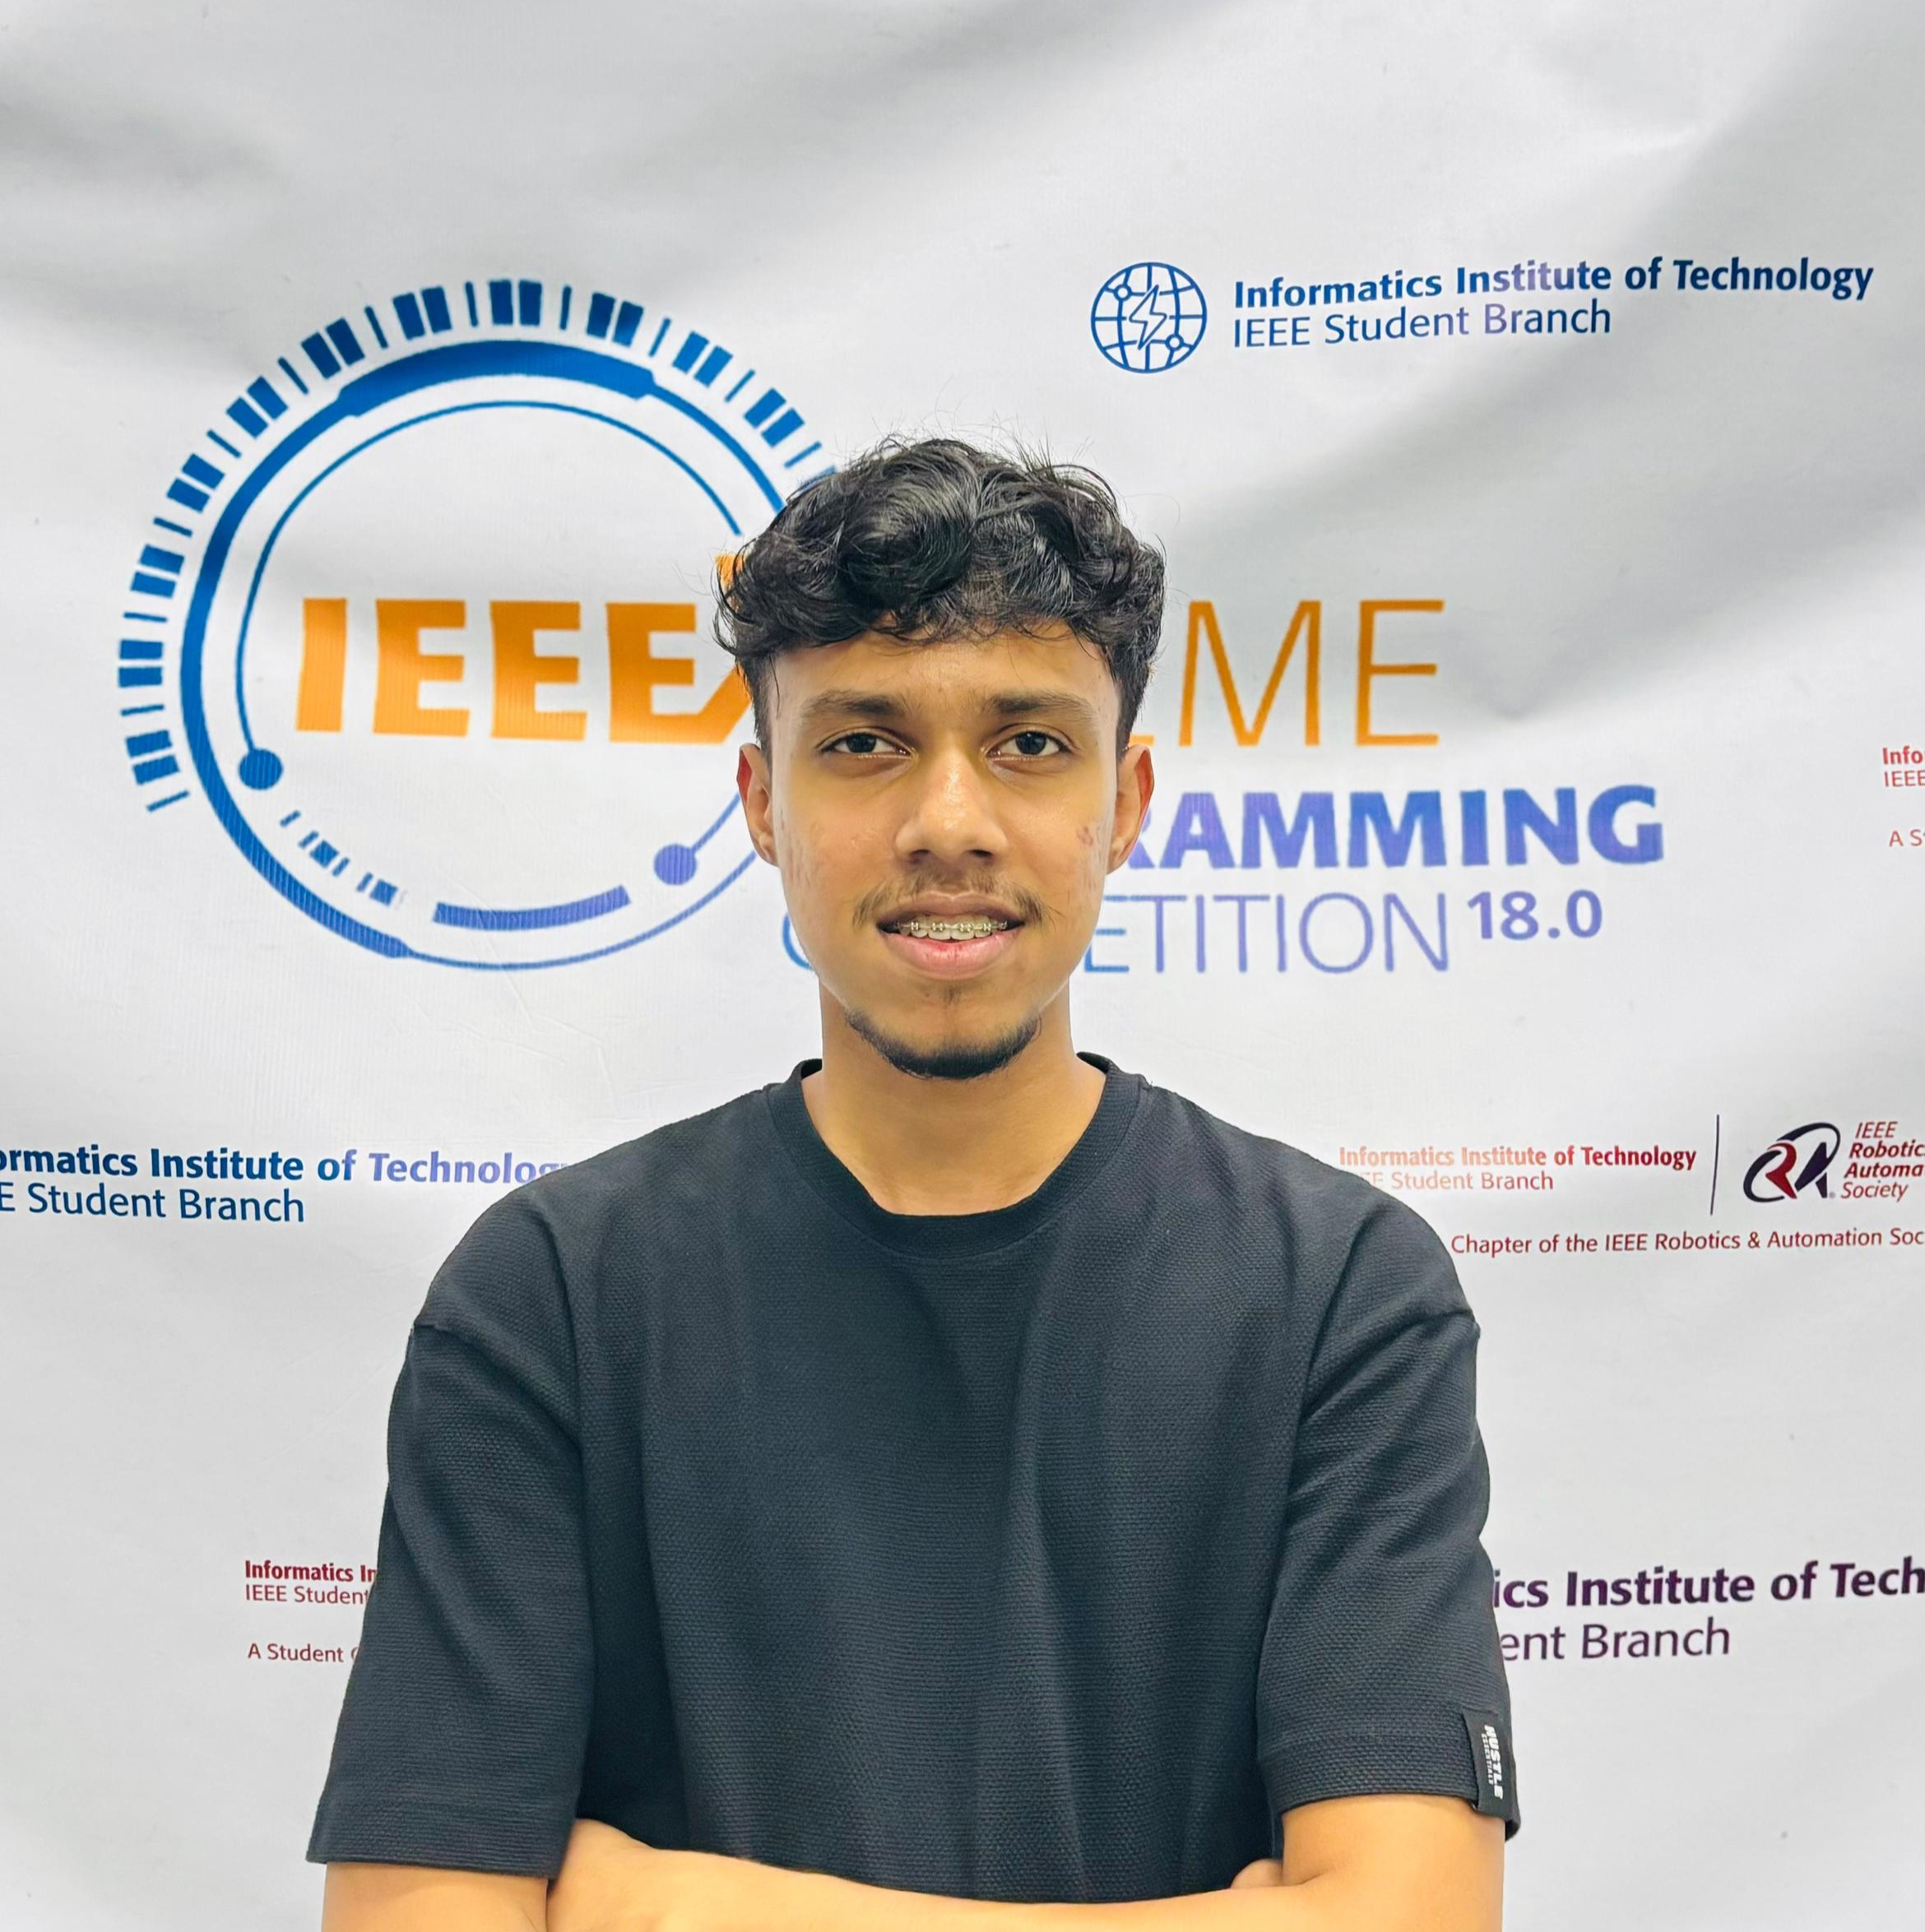 Informatics Institute of Technology
IEEE Student Branch
IEEE
ME
RAMMING
ETITION 18.0
Info
IEEE
A S
ormatics Institute of Technolog
E Student Branch
Informatics Institute of Technology
Student Branch
IEEE
Robotic
Automa
Society
Chapter of the IEEE Robotics & Automation Soc
Informatics In
IEEE Student
A Student
ics Institute of Tech
ent Branch
HUSTLE